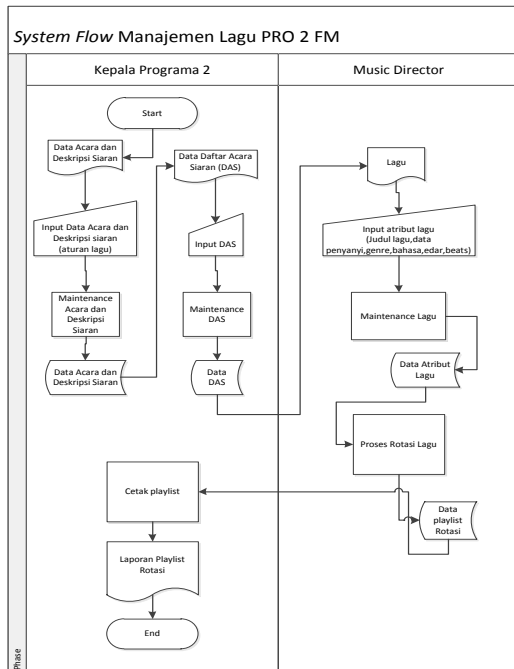 System Flow Manajemen Lagu PRO 2 FM
Kepala Programa 2
Music Director
Start
Data Acara dan
Deskripsi Siaran
Input Data Acara dan
Deskripsi siaran
(aturan lagu)
Maintenance
Acara dan
Deskripsi
Siaran
Data Acara dan
Deskripsi Siaran
Data Daftar Acara
Siaran (DAS)
Input DAS
Maintenance
DAS
Data
DAS
Lagu
Input atribut lagu
(Judul lagu,data
penyanyi,genre,bahasa,edar,beats)
Maintenance Lagu
Data Atribut
Lagu
Proses Rotasi Lagu
Data
playlist
Rotasi
Cetak playlist
Laporan Playlist
Rotasi
End
Phase